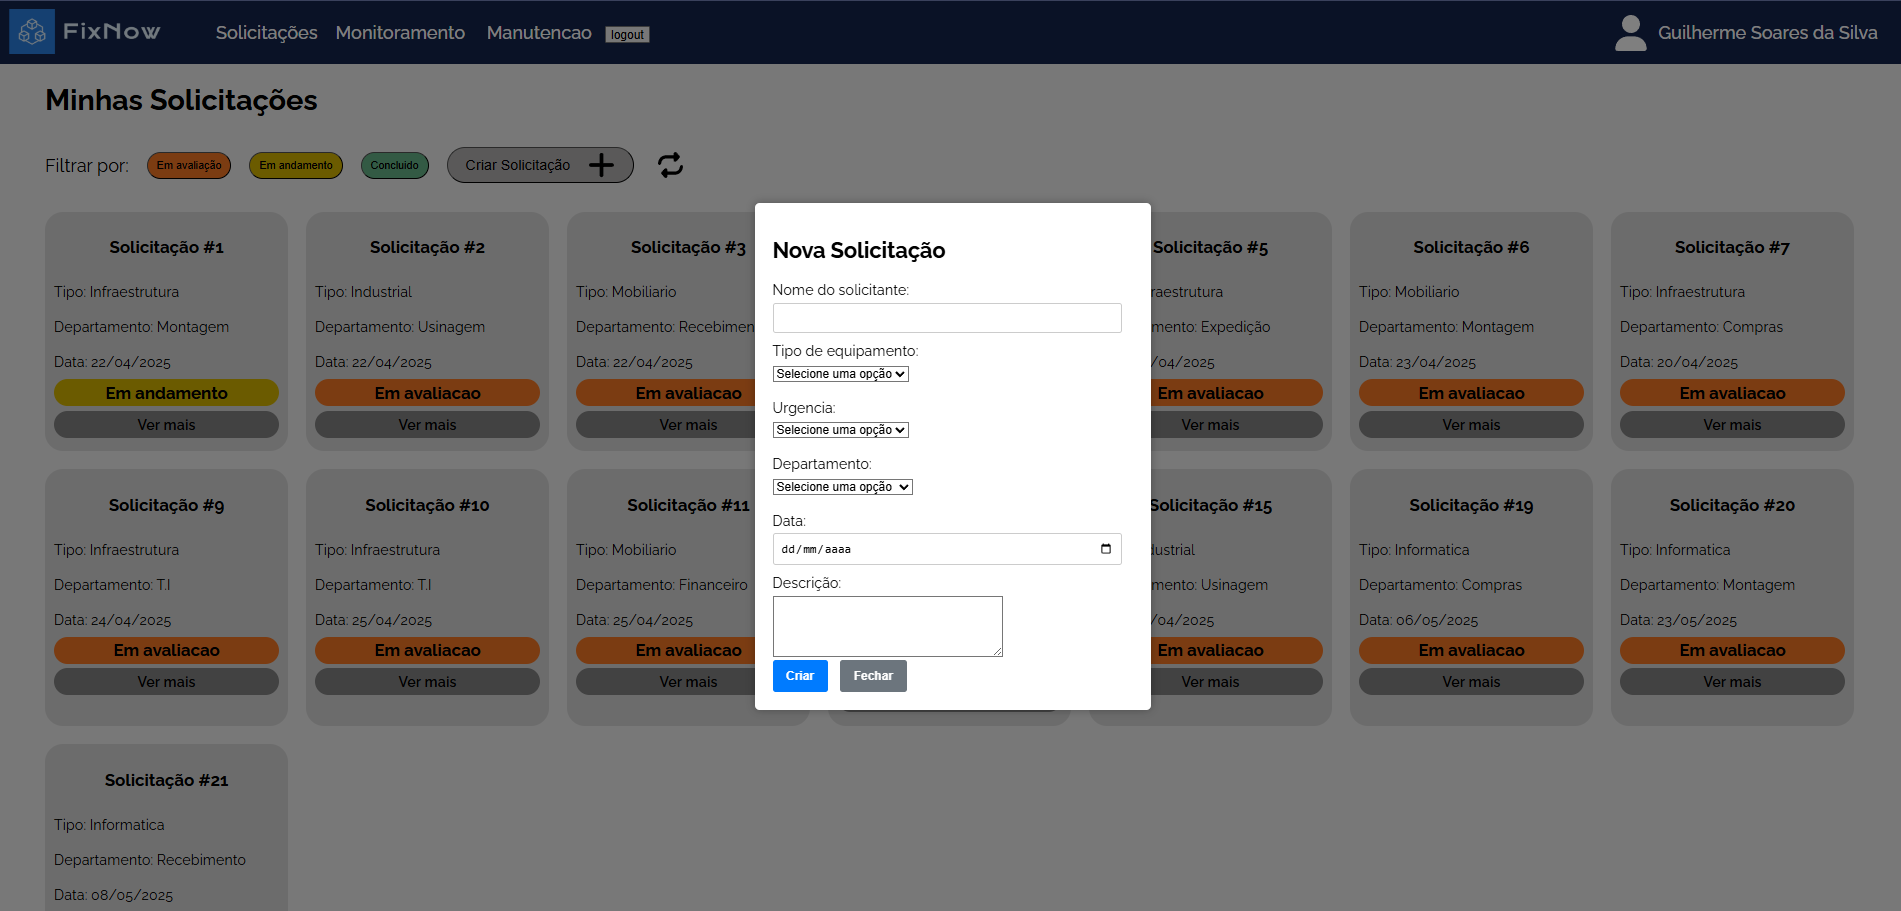 FixNow
Solicitações Monitoramento Manutencao logout
Guilherme Soares da Silva
Minhas Solicitações
Filtrar por: Em avaliação Em andamento Concluido Criar Solicitação
Solicitação #1
Tipo: Infraestrutura
Departamento: Montagem
Data: 22/04/2025
Em andamento
Ver mais
Solicitação #2
Tipo: Industrial
Departamento: Usinagem
Data: 22/04/2025
Em avaliacao
Ver mais
Solicitação #3
Tipo: Mobiliario
Departamento: Recebimen
Data: 22/04/2025
Em avaliacao
Ver mais
Nova Solicitação
Nome do solicitante:
Tipo de equipamento:
Selecione uma opção
Urgencia:
Selecione uma opção
Departamento:
Selecione uma opção
Data:
dd/mm/aaaa
Descrição:
Criar Fechar
Solicitação #5
raestrutura
mento: Expedição
/04/2025
Em avaliacao
Ver mais
Solicitação #6
Tipo: Mobiliario
Departamento: Montagem
Data: 23/04/2025
Em avaliacao
Ver mais
Solicitação #7
Tipo: Infraestrutura
Departamento: Compras
Data: 20/04/2025
Em avaliacao
Ver mais
Solicitação #9
Tipo: Infraestrutura
Departamento: T.I
Data: 24/04/2025
Em avaliacao
Ver mais
Solicitação #10
Tipo: Infraestrutura
Departamento: T.I
Data: 25/04/2025
Em avaliacao
Ver mais
Solicitação #11
Tipo: Mobiliario
Departamento: Financeiro
Data: 25/04/2025
Em avaliacao
Ver mais
Solicitação #15
dustrial
mento: Usinagem
/04/2025
Em avaliacao
Ver mais
Solicitação #19
Tipo: Informatica
Departamento: Compras
Data: 06/05/2025
Em avaliacao
Ver mais
Solicitação #20
Tipo: Informatica
Departamento: Montagem
Data: 23/05/2025
Em avaliacao
Ver mais
Solicitação #21
Tipo: Informatica
Departamento: Recebimento
Data: 08/05/2025